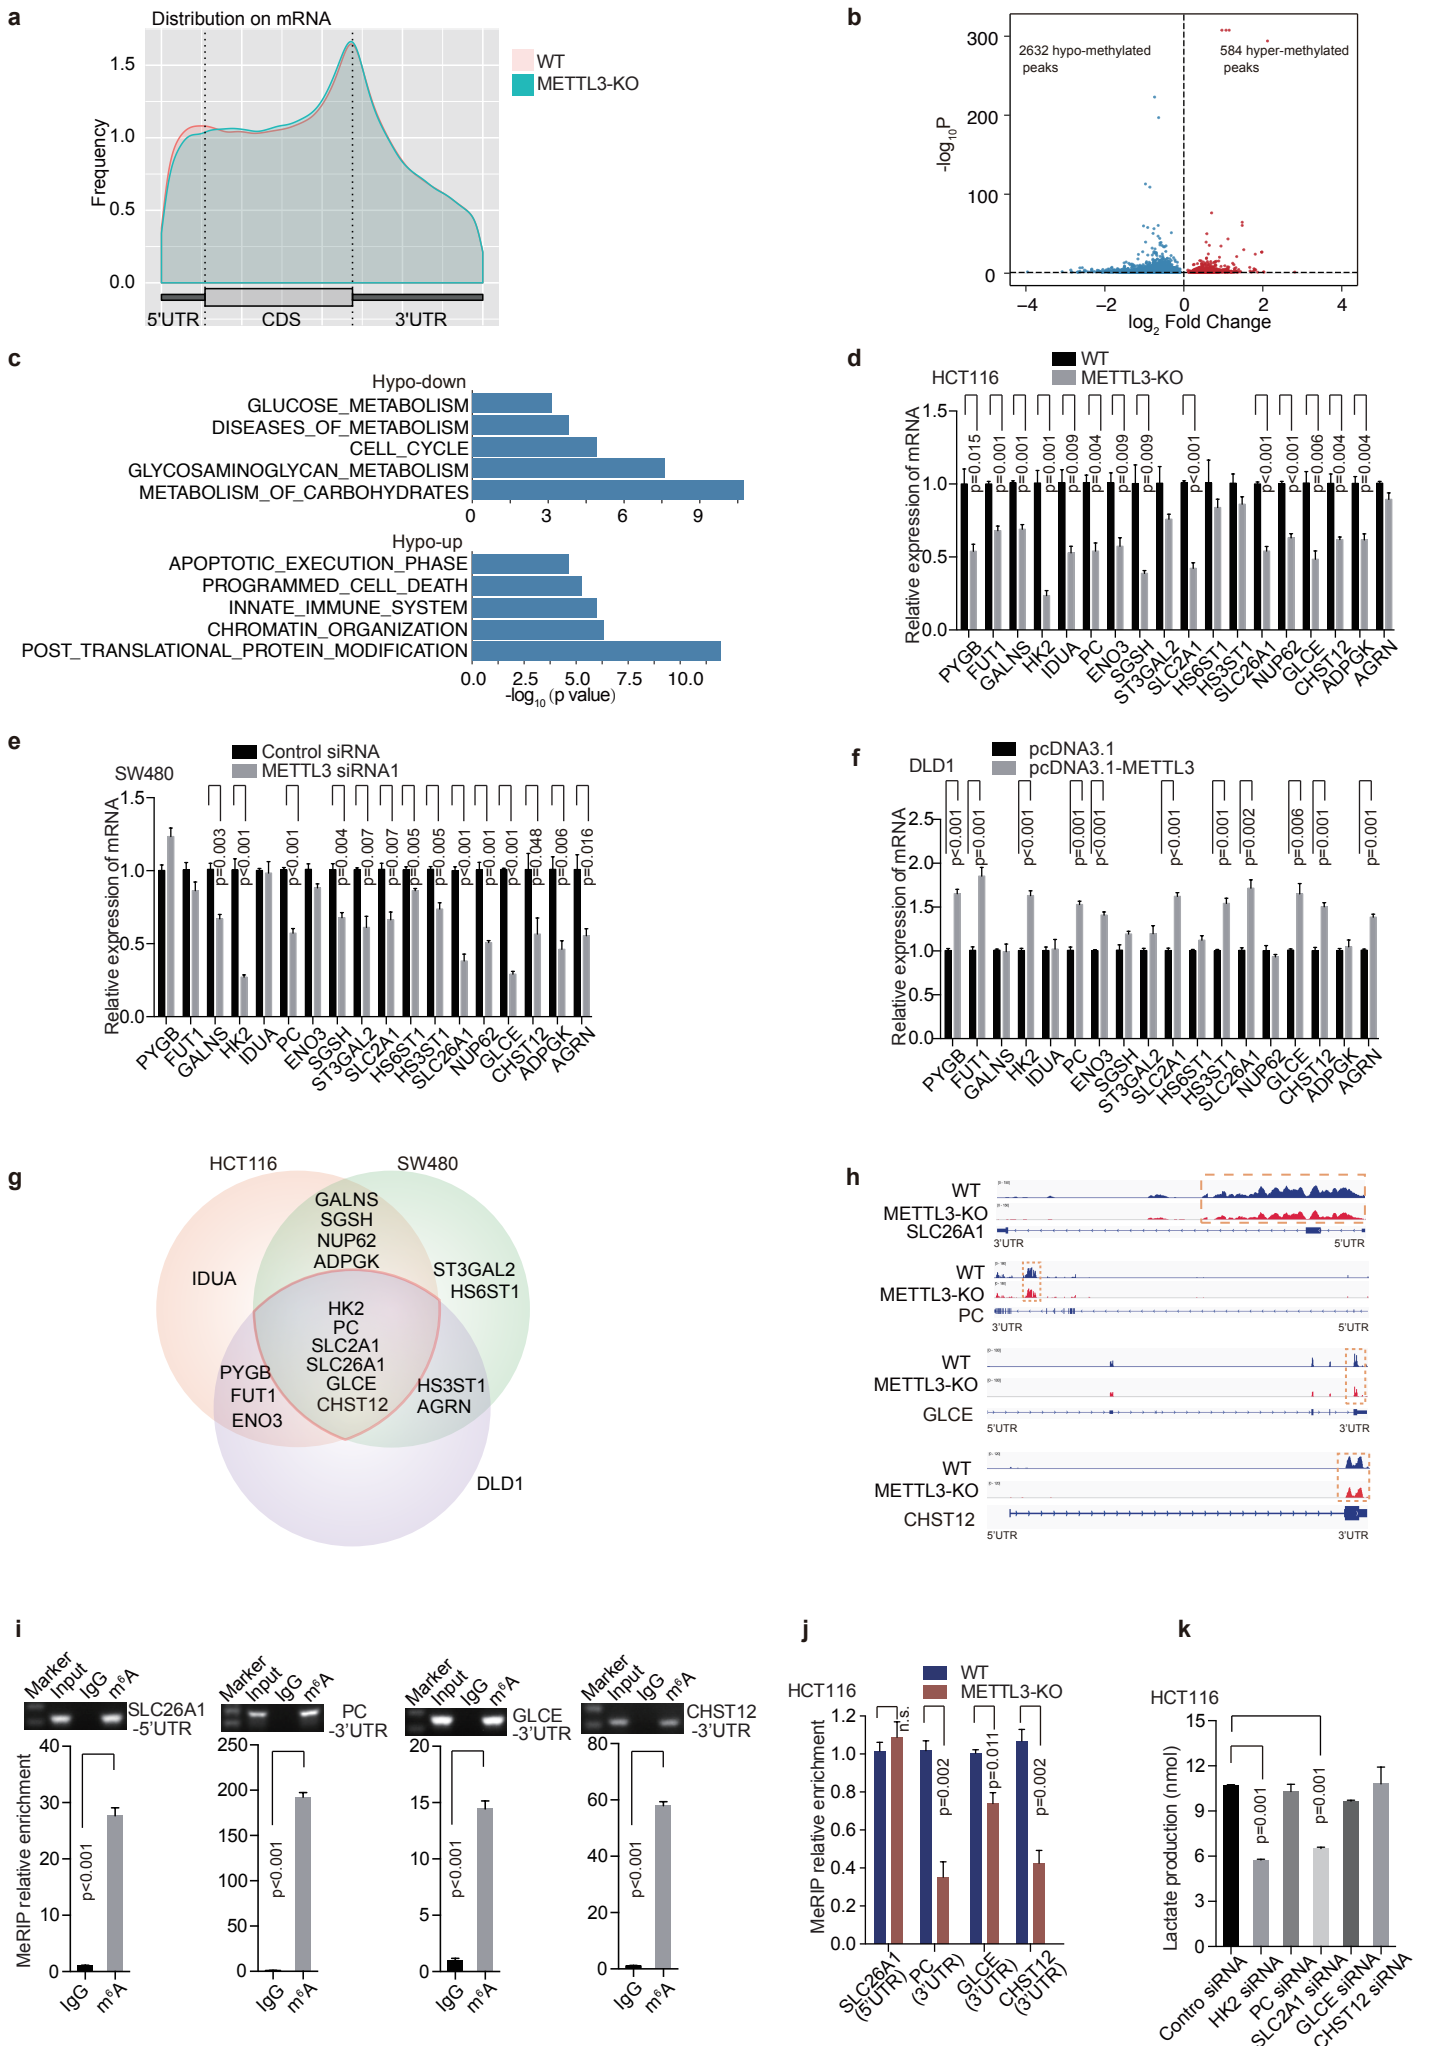 a
Distribution on mRNA
WT
METTL3-KO
Frequency
1.5
1.0
0.5
0.0
5'UTR
CDS
3'UTR
b
2632 hypo-methylated
peaks
584 hyper-methylated
peaks
-log10P
300
200
100
0
−4
−2
0
2
4
log2 Fold Change
c
Hypo-down
GLUCOSE_METABOLISM
DISEASES_OF_METABOLISM
CELL_CYCLE
GLYCOSAMINOGLYCAN_METABOLISM
METABOLISM_OF_CARBOHYDRATES
0
3
6
9
Hypo-up
APOPTOTIC_EXECUTION_PHASE
PROGRAMMED_CELL_DEATH
INNATE_IMMUNE_SYSTEM
CHROMATIN_ORGANIZATION
POST_TRANSLATIONAL_PROTEIN_MODIFICATION
0.0
2.5
5.0
7.5
10.0
-log10 (p value)
d
WT
METTL3-KO
HCT116
Relative expression of mRNA
1.5
1.0
0.5
0.0
p=0.015
p<0.001
p=0.001
p<0.001
p=0.009
p=0.004
p=0.009
p=0.009
p<0.001
p<0.001
p<0.001
p=0.006
p=0.004
p=0.004
PYGB
FUT1
GALNS
HK2
IDUA
PC
ENO3
SGSH
ST3GAL2
SLC2A1
HS6ST1
HS3ST1
SLC26A1
NUP62
GLCE
CHST12
ADPGK
AGRN
e
Control siRNA
METTL3 siRNA1
SW480
Relative expression of mRNA
1.5
1.0
0.5
0.0
p=0.003
p<0.001
p<0.001
p=0.004
p=0.007
p=0.007
p=0.005
p=0.005
p<0.001
p=0.001
p<0.001
p=0.048
p=0.006
p=0.016
PYGB
FUT1
GALNS
HK2
IDUA
PC
ENO3
SGSH
ST3GAL2
SLC2A1
HS6ST1
HS3ST1
SLC26A1
NUP62
GLCE
CHST12
ADPGK
AGRN
f
pcDNA3.1
pcDNA3.1-METTL3
DLD1
Relative expression of mRNA
2.5
2.0
1.5
1.0
0.5
0.0
p<0.001
p=0.001
p<0.001
p=0.001
p<0.001
p<0.001
p=0.001
p=0.002
p=0.006
p=0.001
p=0.001
PYGB
FUT1
GALNS
HK2
IDUA
PC
ENO3
SGSH
ST3GAL2
SLC2A1
HS6ST1
HS3ST1
SLC26A1
NUP62
GLCE
CHST12
ADPGK
AGRN
g
HCT116
SW480
GALNS
SGSH
NUP62
ADPGK
IDUA
ST3GAL2
HS6ST1
HK2
PC
SLC2A1
SLC26A1
GLCE
CHST12
PYGB
FUT1
ENO3
HS3ST1
AGRN
DLD1
h
WT
METTL3-KO
SLC26A1
3'UTR
5'UTR
WT
METTL3-KO
PC
3'UTR
5'UTR
WT
METTL3-KO
GLCE
5'UTR
3'UTR
WT
METTL3-KO
CHST12
5'UTR
3'UTR
i
Marker
Input
IgG
m6A
SLC26A1
-5'UTR
MeRIP relative enrichment
40
30
20
10
0
p<0.001
IgG
m6A
Marker
Input
IgG
m6A
PC
-3'UTR
250
200
150
100
50
0
p<0.001
IgG
m6A
Marker
Input
IgG
m6A
GLCE
-3'UTR
20
15
10
5
0
p<0.001
IgG
m6A
Marker
Input
IgG
m6A
CHST12
-3'UTR
80
60
40
20
0
p<0.001
IgG
m6A
j
WT
METTL3-KO
HCT116
MeRIP relative enrichment
1.2
1.0
0.8
0.6
0.4
0.2
0.0
n.s.
p=0.002
p=0.011
p=0.002
SLC26A1
(5'UTR)
PC
(3'UTR)
GLCE
(3'UTR)
CHST12
(3'UTR)
k
HCT116
Lactate production (nmol)
15
12
9
6
3
0
p=0.001
p=0.001
Contro siRNA
HK2 siRNA
PC siRNA
SLC2A1 siRNA
GLCE siRNA
CHST12 siRNA